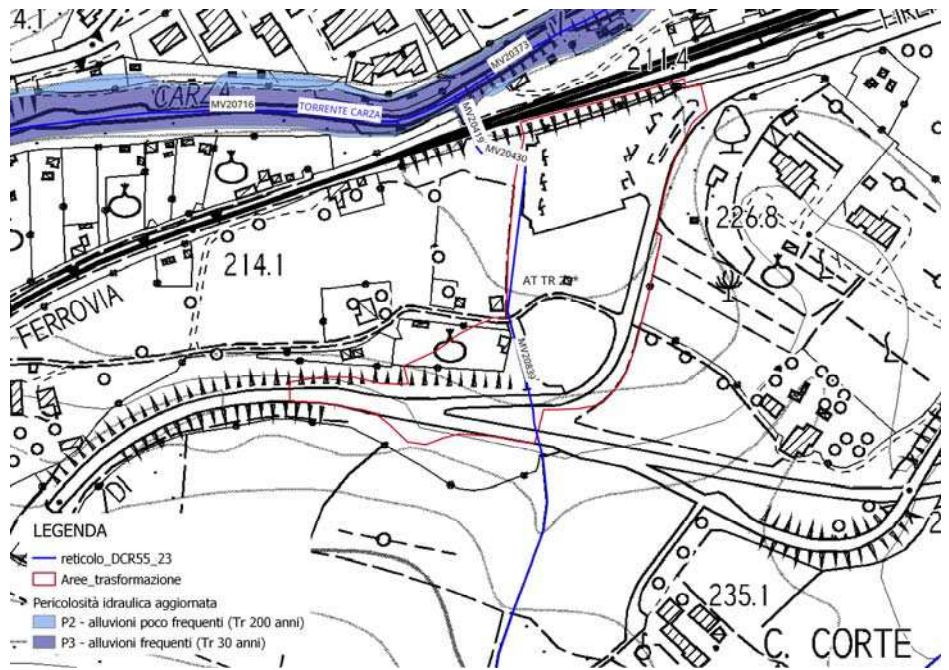 4.1
MV20373
211.4
CARZA
MV20716
TORRENTE CARZA
MV20419
MV20430
226.8
214.1
AT TR
FERROVIA
MV20839
DI
LEGENDA
reticolo_DCR55_23
Aree_trasformazione
Pericolosità idraulica aggiornata
P2 - alluvioni poco frequenti (Tr 200 anni)
P3 - alluvioni frequenti (Tr 30 anni)
235.1
C. CORTE